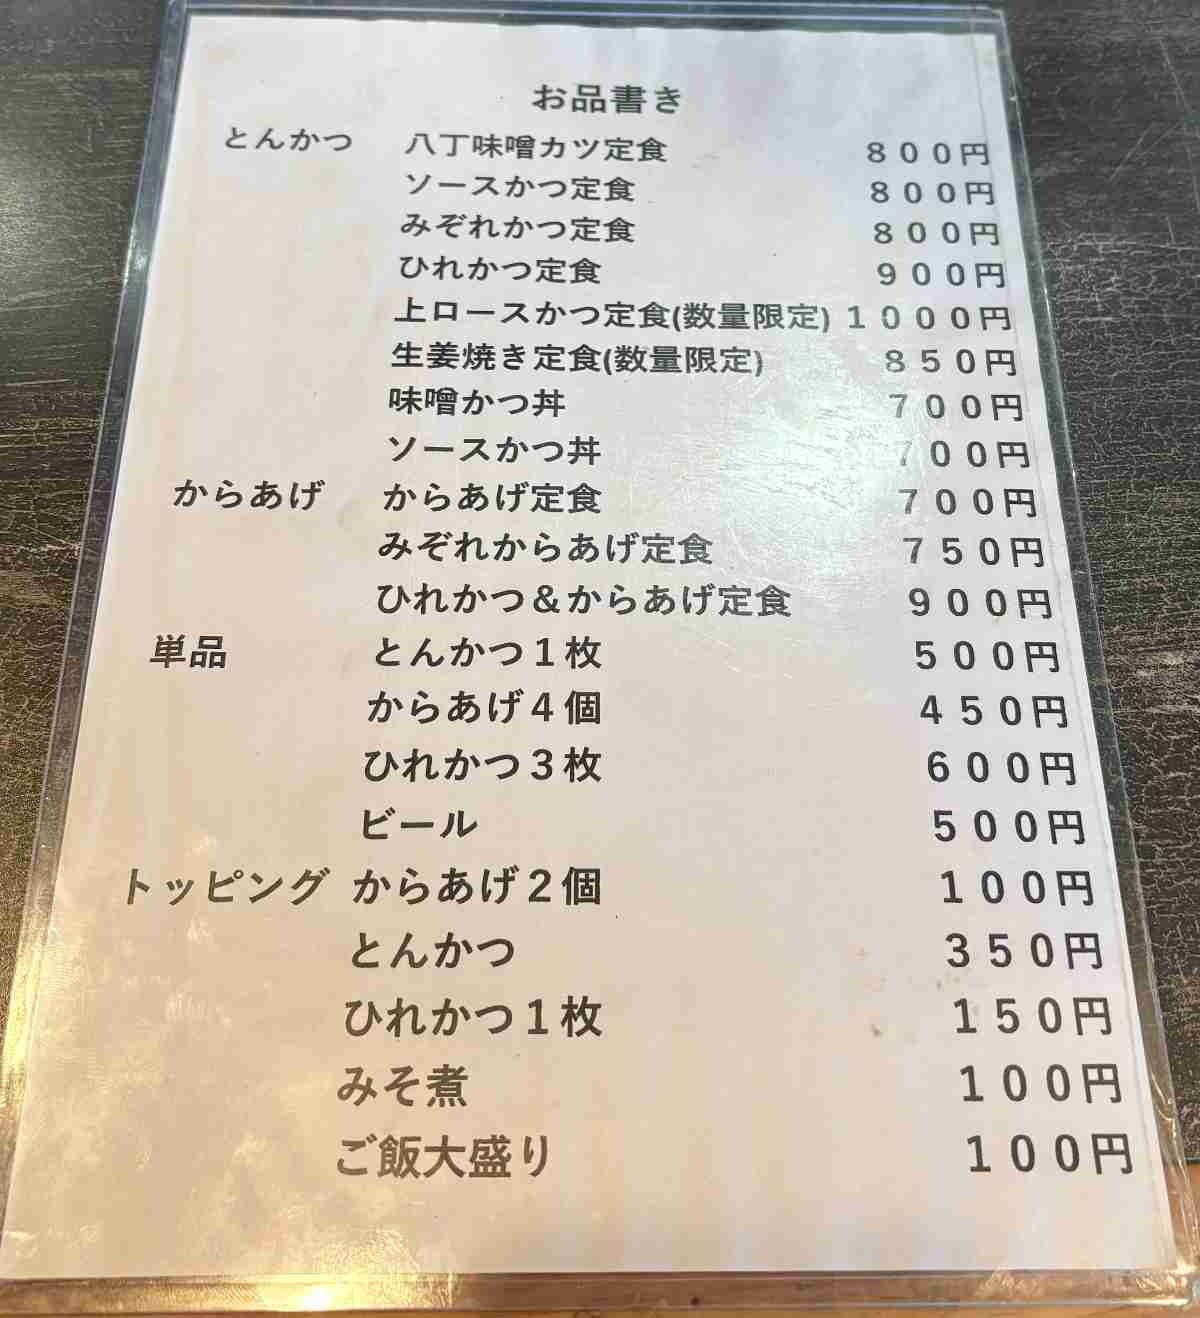 お品書き
とんかつ 八丁味噌カツ定食 ８００円
ソースかつ定食 ８００円
みぞれかつ定食 ８００円
ひれかつ定食 ９００円
上ロースかつ定食(数量限定) １０００円
生姜焼き定食(数量限定) ８５０円
味噌かつ丼 ７００円
ソースかつ丼 ７００円
からあげ からあげ定食 ７００円
みぞれからあげ定食 ７５０円
ひれかつ＆からあげ定食 ９００円
単品 とんかつ１枚 ５００円
からあげ４個 ４５０円
ひれかつ３枚 ６００円
ビール ５００円
トッピング からあげ２個 １００円
とんかつ ３５０円
ひれかつ１枚 １５０円
みそ煮 １００円
ご飯大盛り １００円